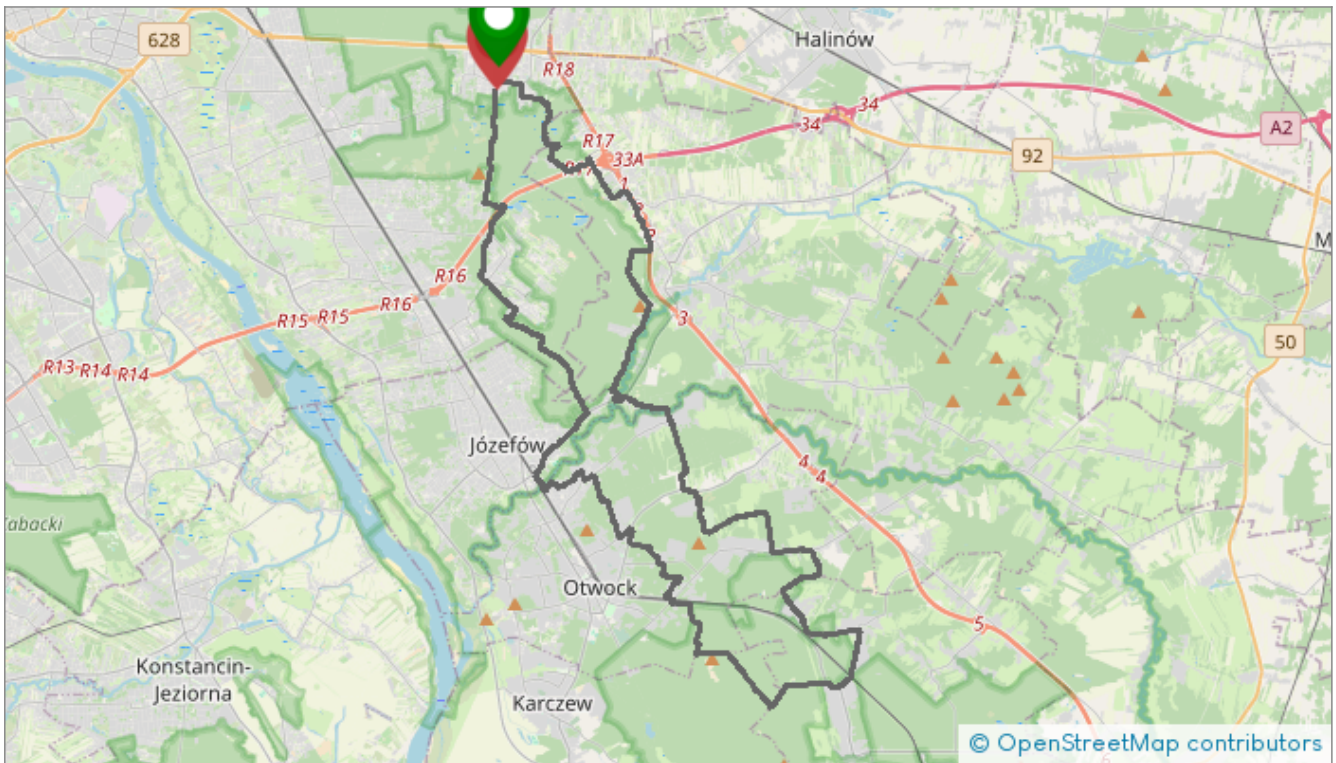 628
Halinów
R18
34
34
A2
R17
33A
92
1
R16
R16
R15 R15
3
50
R13 R14 R14
Józefów
4
4
Otwock
5
Konstancin-
Jeziorna
Karczew
© OpenStreetMap contributors